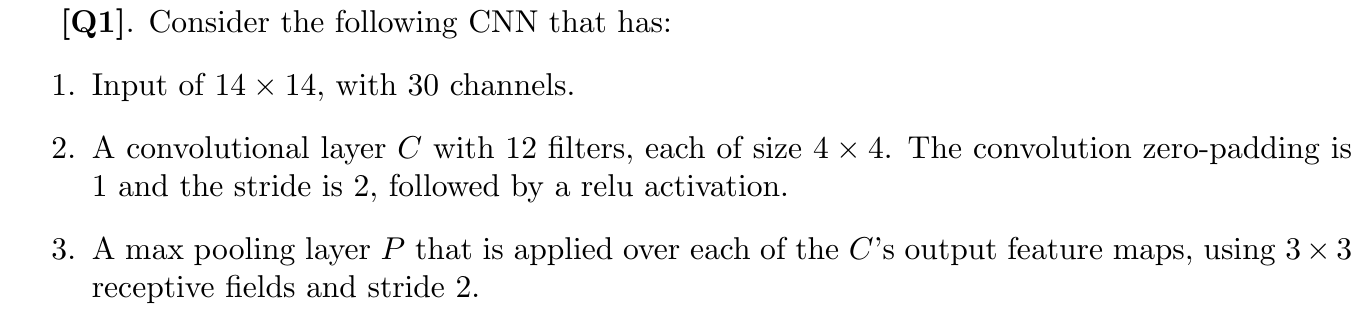 [Q1]. Consider the following CNN that has:
1. Input of 14 × 14, with 30 channels.
2. A convolutional layer C with 12 filters, each of size 4 × 4. The convolution zero-padding is
1 and the stride is 2, followed by a relu activation.
3. A max pooling layer P that is applied over each of the C's output feature maps, using 3 × 3
receptive fields and stride 2.